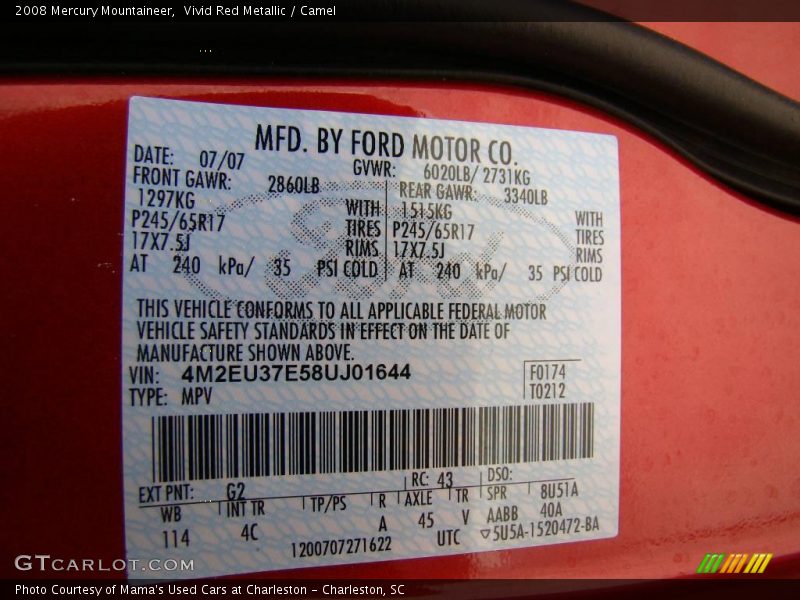 2008 Mercury Mountaineer,  Vivid Red Metallic / Camel
MFD. BY FORD MOTOR CO.
DATE: 07/07 GVWR: 6020LB/ 2731KG
FRONT GAWR: 2860LB REAR GAWR: 3340LB
1297KG WITH 1515KG WITH
P245/65R17 TIRES P245/65R17 TIRES
17X7.5J RIMS 17X7.5J RIMS
AT 240 kPa/ 35 PSI COLD AT 240 kPa/ 35 PSI COLD
Ford
THIS VEHICLE CONFORMS TO ALL APPLICABLE FEDERAL MOTOR
VEHICLE SAFETY STANDARDS IN EFFECT ON THE DATE OF
MANUFACTURE SHOWN ABOVE.
VIN: 4M2EU37E58UJ01644 F0174
TYPE: MPV T0212
EXT PNT: G2 RC: 43 DSO:
WB INT TR TP/PS R AXLE TR SPR 8U51A
114 4C A 45 V AABB 40A
1200707271622 UTC ▽5U5A-1520472-BA
GTCARLOT.COM
Photo Courtesy of Mama's Used Cars at Charleston - Charleston, SC